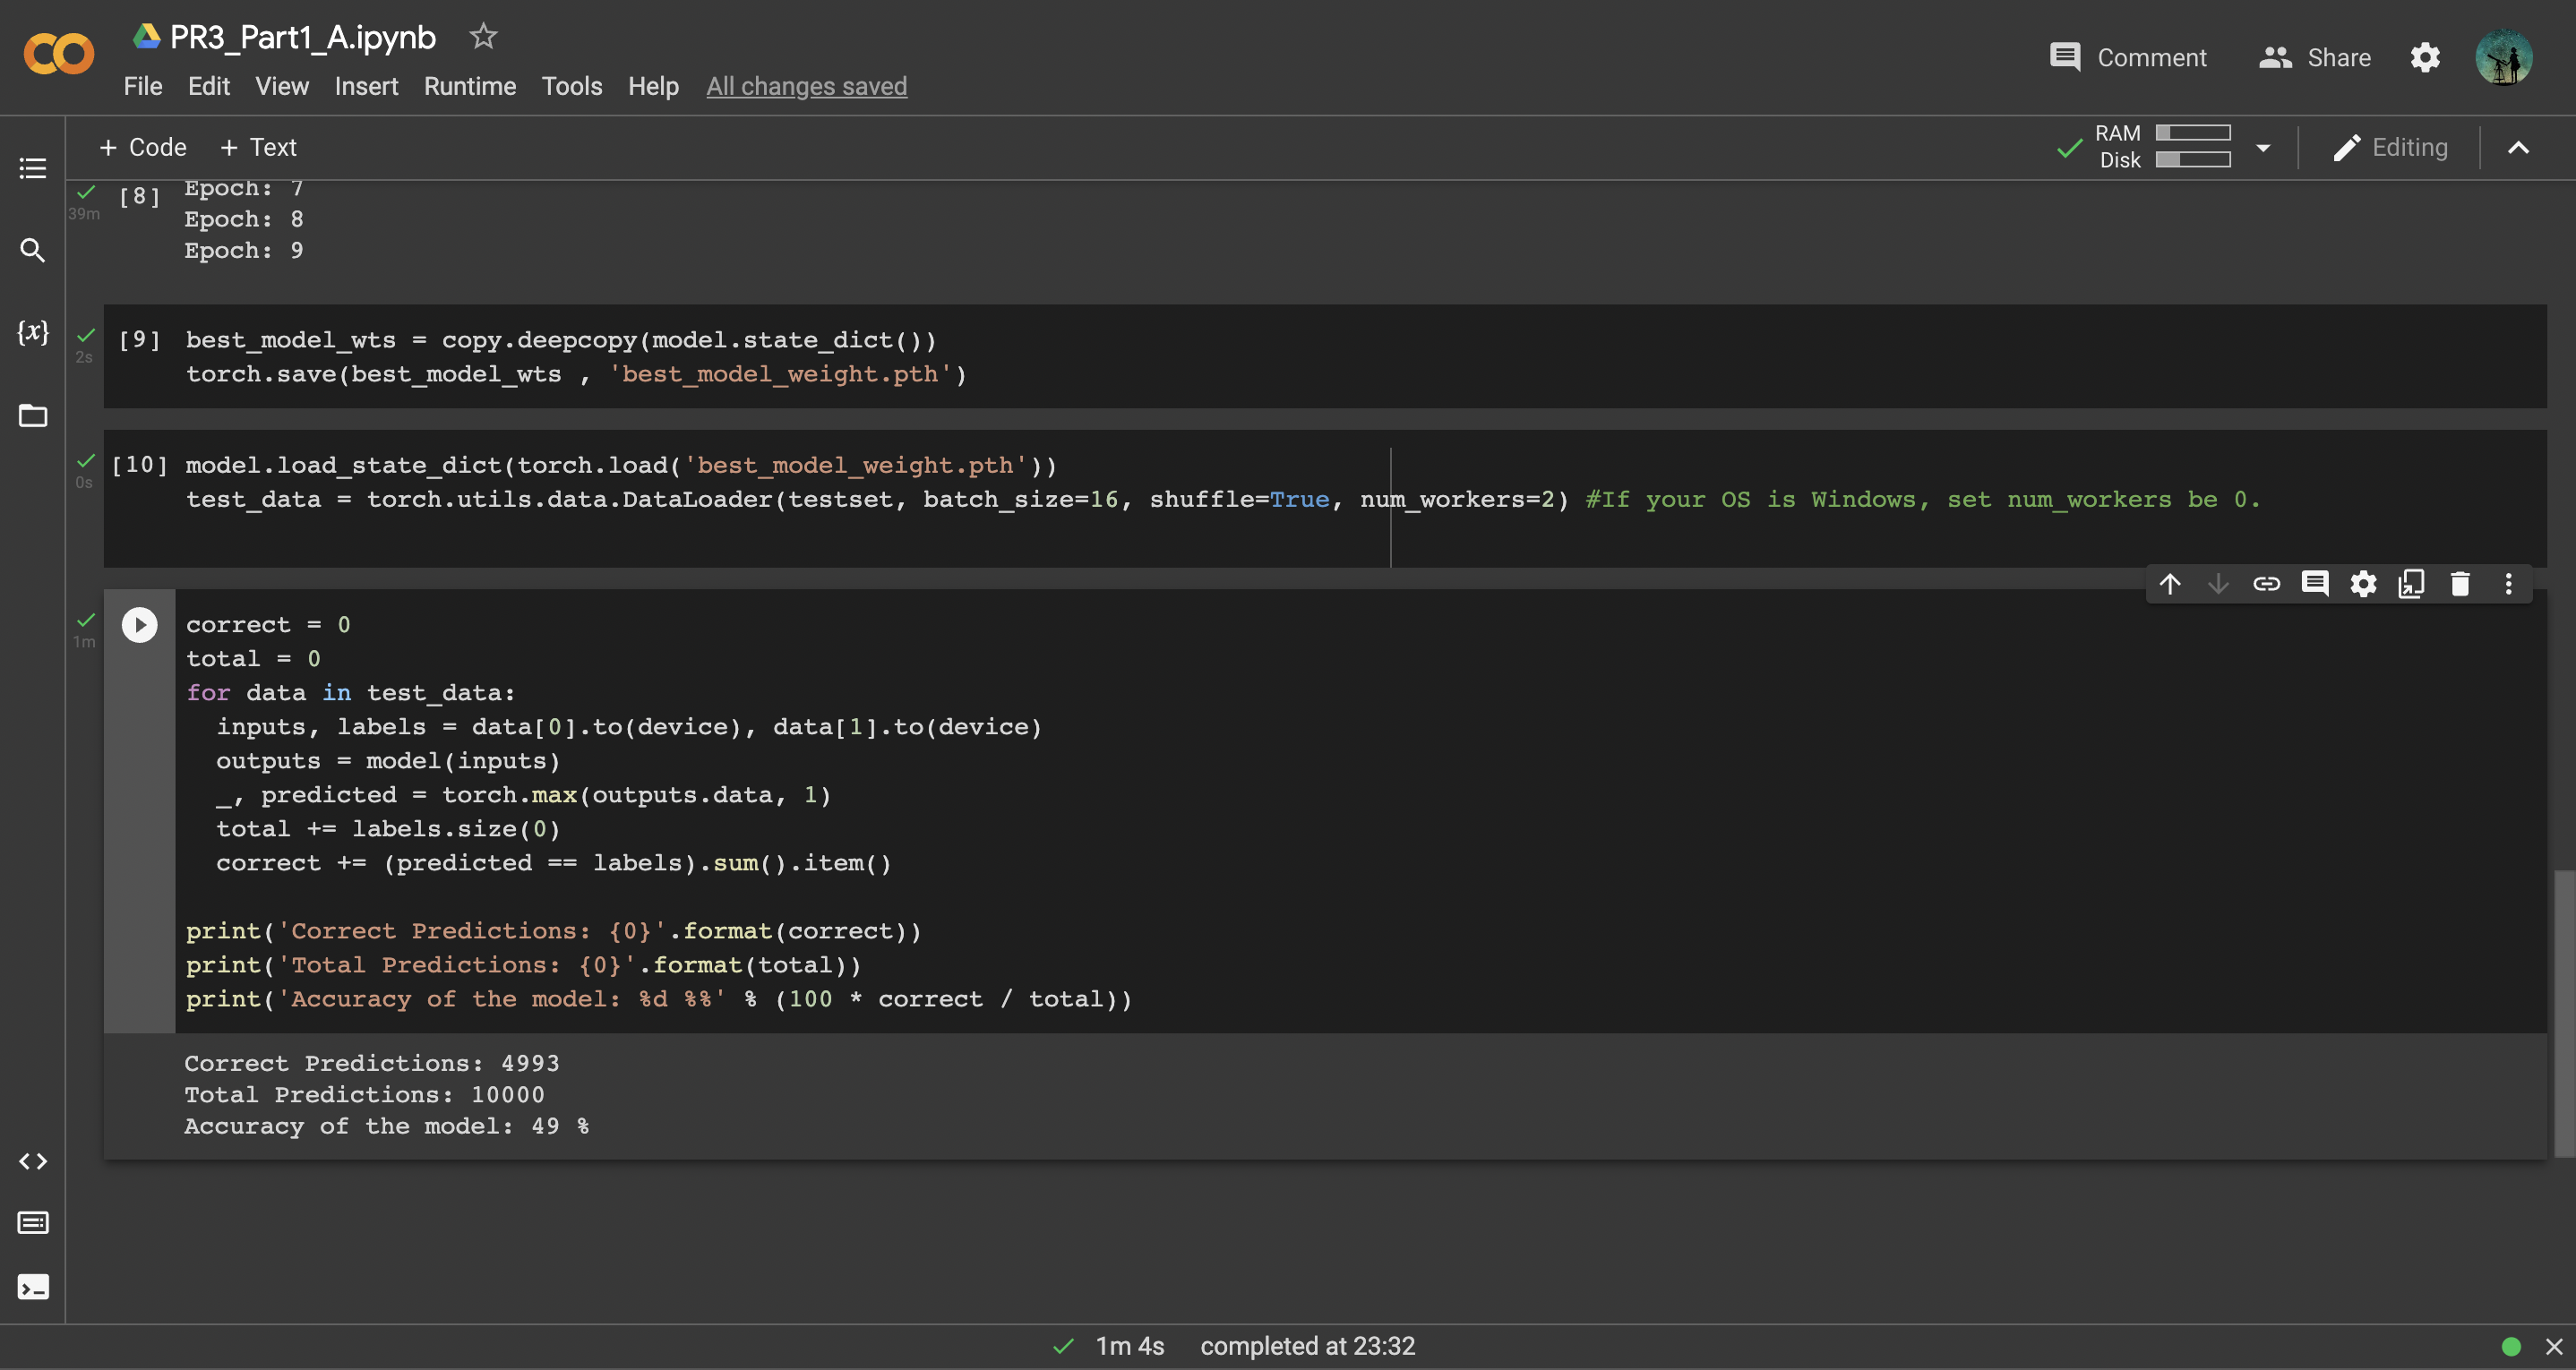 PR3_Part1_A.ipynb
Comment
Share
File Edit View Insert Runtime Tools Help All changes saved
+ Code + Text
RAM
Disk
Editing
39m
[8]
Epoch: 7
Epoch: 8
Epoch: 9
{x}
2s
[9] best_model_wts = copy.deepcopy(model.state_dict())
torch.save(best_model_wts , 'best_model_weight.pth')
0s
[10] model.load_state_dict(torch.load('best_model_weight.pth'))
test_data = torch.utils.data.DataLoader(testset, batch_size=16, shuffle=True, num_workers=2) #If your OS is Windows, set num_workers be 0.
1m
correct = 0
total = 0
for data in test_data:
  inputs, labels = data[0].to(device), data[1].to(device)
  outputs = model(inputs)
  _, predicted = torch.max(outputs.data, 1)
  total += labels.size(0)
  correct += (predicted == labels).sum().item()
print('Correct Predictions: {0}'.format(correct))
print('Total Predictions: {0}'.format(total))
print('Accuracy of the model: %d %%' % (100 * correct / total))
Correct Predictions: 4993
Total Predictions: 10000
Accuracy of the model: 49 %
1m 4s completed at 23:32